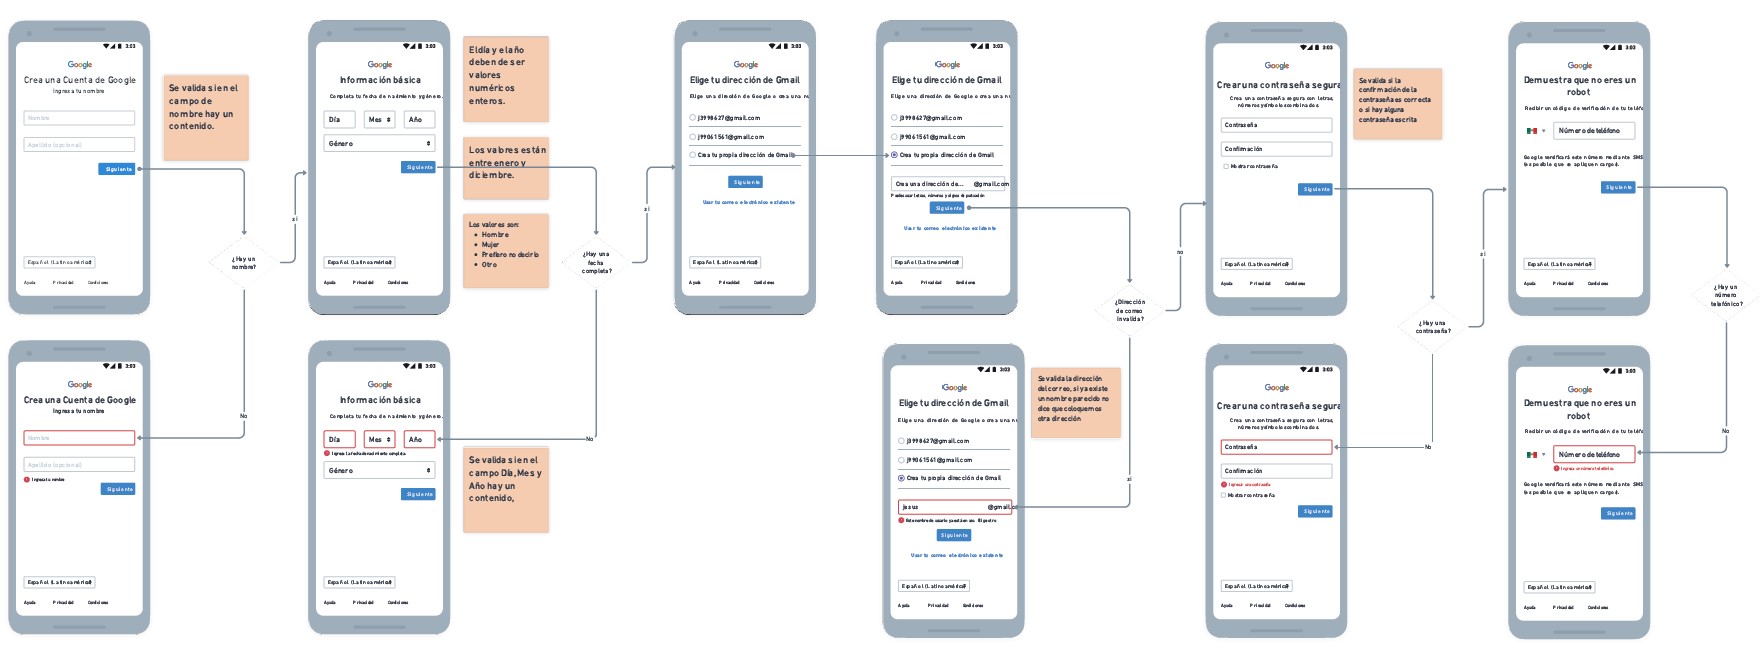 3:03
Google
Crea una Cuenta de Google
Ingresa tu nombre
Nombre
Apellido (opcional)
Siguiente
Español (Latinoamérica)
Ayuda Privacidad Condiciones
Se valida si en el
campo de
nombre hay un
contenido.
¿Hay un
nombre?
si
No
3:03
Google
Información básica
Completa tu fecha de nacimiento y género.
Día Mes Año
Género
Siguiente
Español (Latinoamérica)
Ayuda Privacidad Condiciones
El día y el año
deben de ser
valores
numéricos
enteros.
Los valores están
entre enero y
diciembre.
Los valores son:
Hombre
Mujer
Prefiero no decirlo
Otro
¿Hay una
fecha
completa?
si
No
3:03
Google
Elige tu dirección de Gmail
Elige una dirección de Google o crea una nu
j3998627@gmail.com
j99061561@gmail.com
Crea tu propia dirección de Gmail
Siguiente
Usar tu correo electrónico existente
Español (Latinoamérica)
Ayuda Privacidad Condiciones
3:03
Google
Elige tu dirección de Gmail
Elige una dirección de Google o crea una n
j3998627@gmail.com
j99061561@gmail.com
Crea tu propia dirección de Gmail
Crea una dirección de... @gmail.com
Puedes usar letras, números y signos de puntuación
Siguiente
Usar tu correo electrónico existente
Español (Latinoamérica)
Ayuda Privacidad Condiciones
¿Dirección
de correo
invalida?
no
si
3:03
Google
Crear una contraseña segura
Crea una contraseña segura con letras,
números y símbolo combinados.
Contraseña
Confirmación
Mostrar contraseña
Siguiente
Español (Latinoamérica)
Ayuda Privacidad Condiciones
Se valida si la
confirmación de la
contraseña es correcta
o si hay alguna
contraseña escrita
¿Hay una
contraseña?
si
No
3:03
Google
Demuestra que no eres un
robot
Recibir un código de verificación de tu teléfo
Número de teléfono
Google verificará este número mediante SMS
(es posible que se apliquen cargos).
Siguiente
Español (Latinoamérica)
Ayuda Privacidad Condiciones
¿Hay un
número
telefónico?
No
3:03
Google
Crea una Cuenta de Google
Ingresa tu nombre
Nombre
Apellido (opcional)
Ingresa tu nombre
Siguiente
Español (Latinoamérica)
Ayuda Privacidad Condiciones
3:03
Google
Información básica
Completa tu fecha de nacimiento y género.
Día Mes Año
Ingresa la fecha de nacimiento completa
Género
Siguiente
Español (Latinoamérica)
Ayuda Privacidad Condiciones
Se valida si en el
campo Día,Mes y
Año hay un
contenido,
3:03
Google
Elige tu dirección de Gmail
Elige una dirección de Google o crea una n
j3998627@gmail.com
j99061561@gmail.com
Crea tu propia dirección de Gmail
jesus @gmail.c
Este nombre de usuario ya está en uso.
Siguiente
Usar tu correo electrónico existente
Español (Latinoamérica)
Ayuda Privacidad Condiciones
Se valida la dirección
del correo, si ya existe
un nombre parecido no
dice que coloquemos
otra dirección
3:03
Google
Crear una contraseña segura
Crea una contraseña segura con letras,
números y símbolo combinados.
Contraseña
Confirmación
Ingresar una contraseña
Mostrar contraseña
Siguiente
Español (Latinoamérica)
Ayuda Privacidad Condiciones
3:03
Google
Demuestra que no eres un
robot
Recibir un código de verificación de tu teléfo
Número de teléfono
Ingresa un número telefónico.
Google verificará este número mediante SMS
(es posible que se apliquen cargos).
Siguiente
Español (Latinoamérica)
Ayuda Privacidad Condiciones